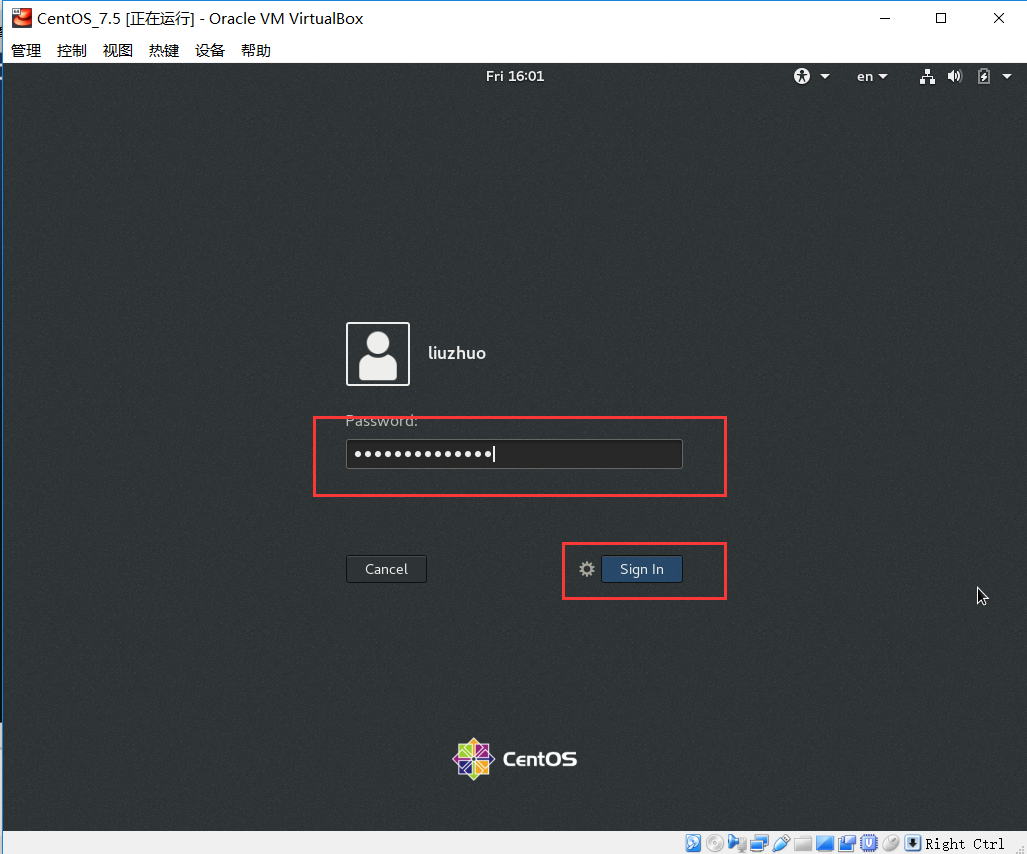 CentOS_7.5 [正在运行] - Oracle VM VirtualBox
管理 控制 视图 热键 设备 帮助
Fri 16:01 en
liuzhuo
Password:
Cancel Sign In
CentOS
Right Ctrl